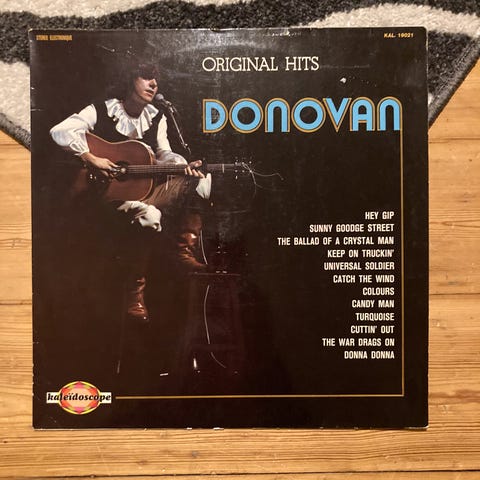 STEREO ELECTRONIQUE
KAL. 19021
ORIGINAL HITS
DONOVAN
HEY GIP
SUNNY GOODGE STREET
THE BALLAD OF A CRYSTAL MAN
KEEP ON TRUCKIN'
UNIVERSAL SOLDIER
CATCH THE WIND
COLOURS
CANDY MAN
TURQUOISE
CUTTIN' OUT
THE WAR DRAGS ON
DONNA DONNA
kaleïdoscope